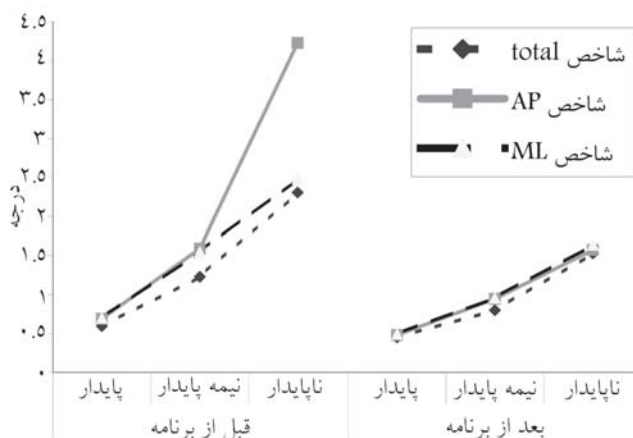 ۴.۵
۴
۳.۵
۳
۲.۵
۲
۱.۵
۱
۰.۵
۰
درجه
شاخص total
شاخص AP
شاخص ML
پایدار
نیمه پایدار
ناپایدار
پایدار
نیمه پایدار
ناپایدار
قبل از برنامه
بعد از برنامه